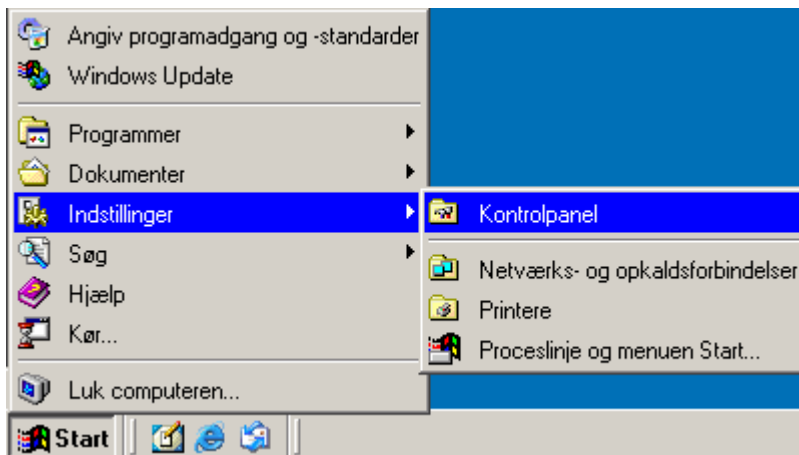 Angiv programadgang og -standarder
Windows Update
Programmer
Dokumenter
Indstillinger
Søg
Hjælp
Kør...
Luk computeren...
Kontrolpanel
Netværks- og opkaldsforbindelser
Printere
Proceslinje og menuen Start...
Start